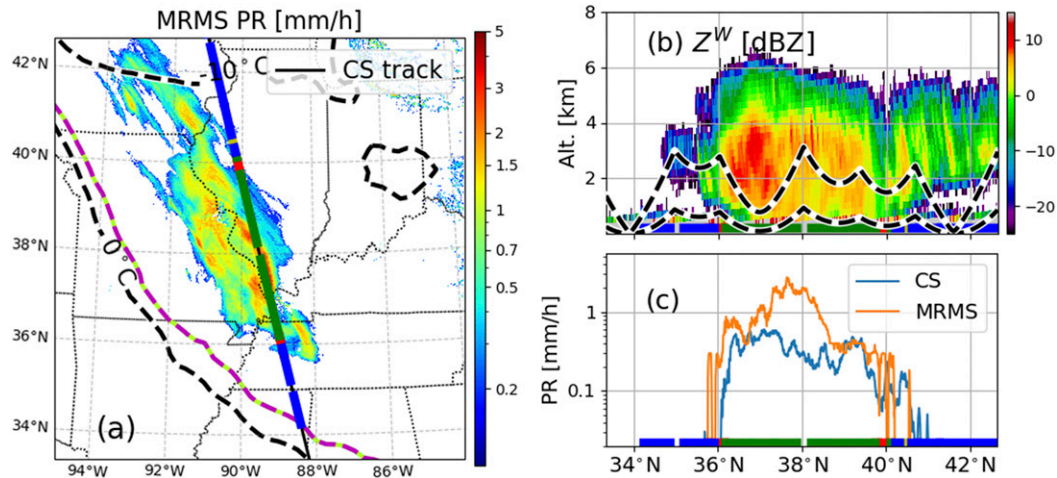 MRMS PR [mm/h]
-10°C
CS track
0°C
(a)
42°N
40°N
38°N
36°N
34°N
94°W
92°W
90°W
88°W
86°W
5
4
3
2
1.5
1
0.7
0.5
0.2
(b) Z^W [dBZ]
Alt. [km]
8
6
4
2
10
0
−10
−20
(c)
CS
MRMS
PR [mm/h]
1
0.1
34°N
36°N
38°N
40°N
42°N